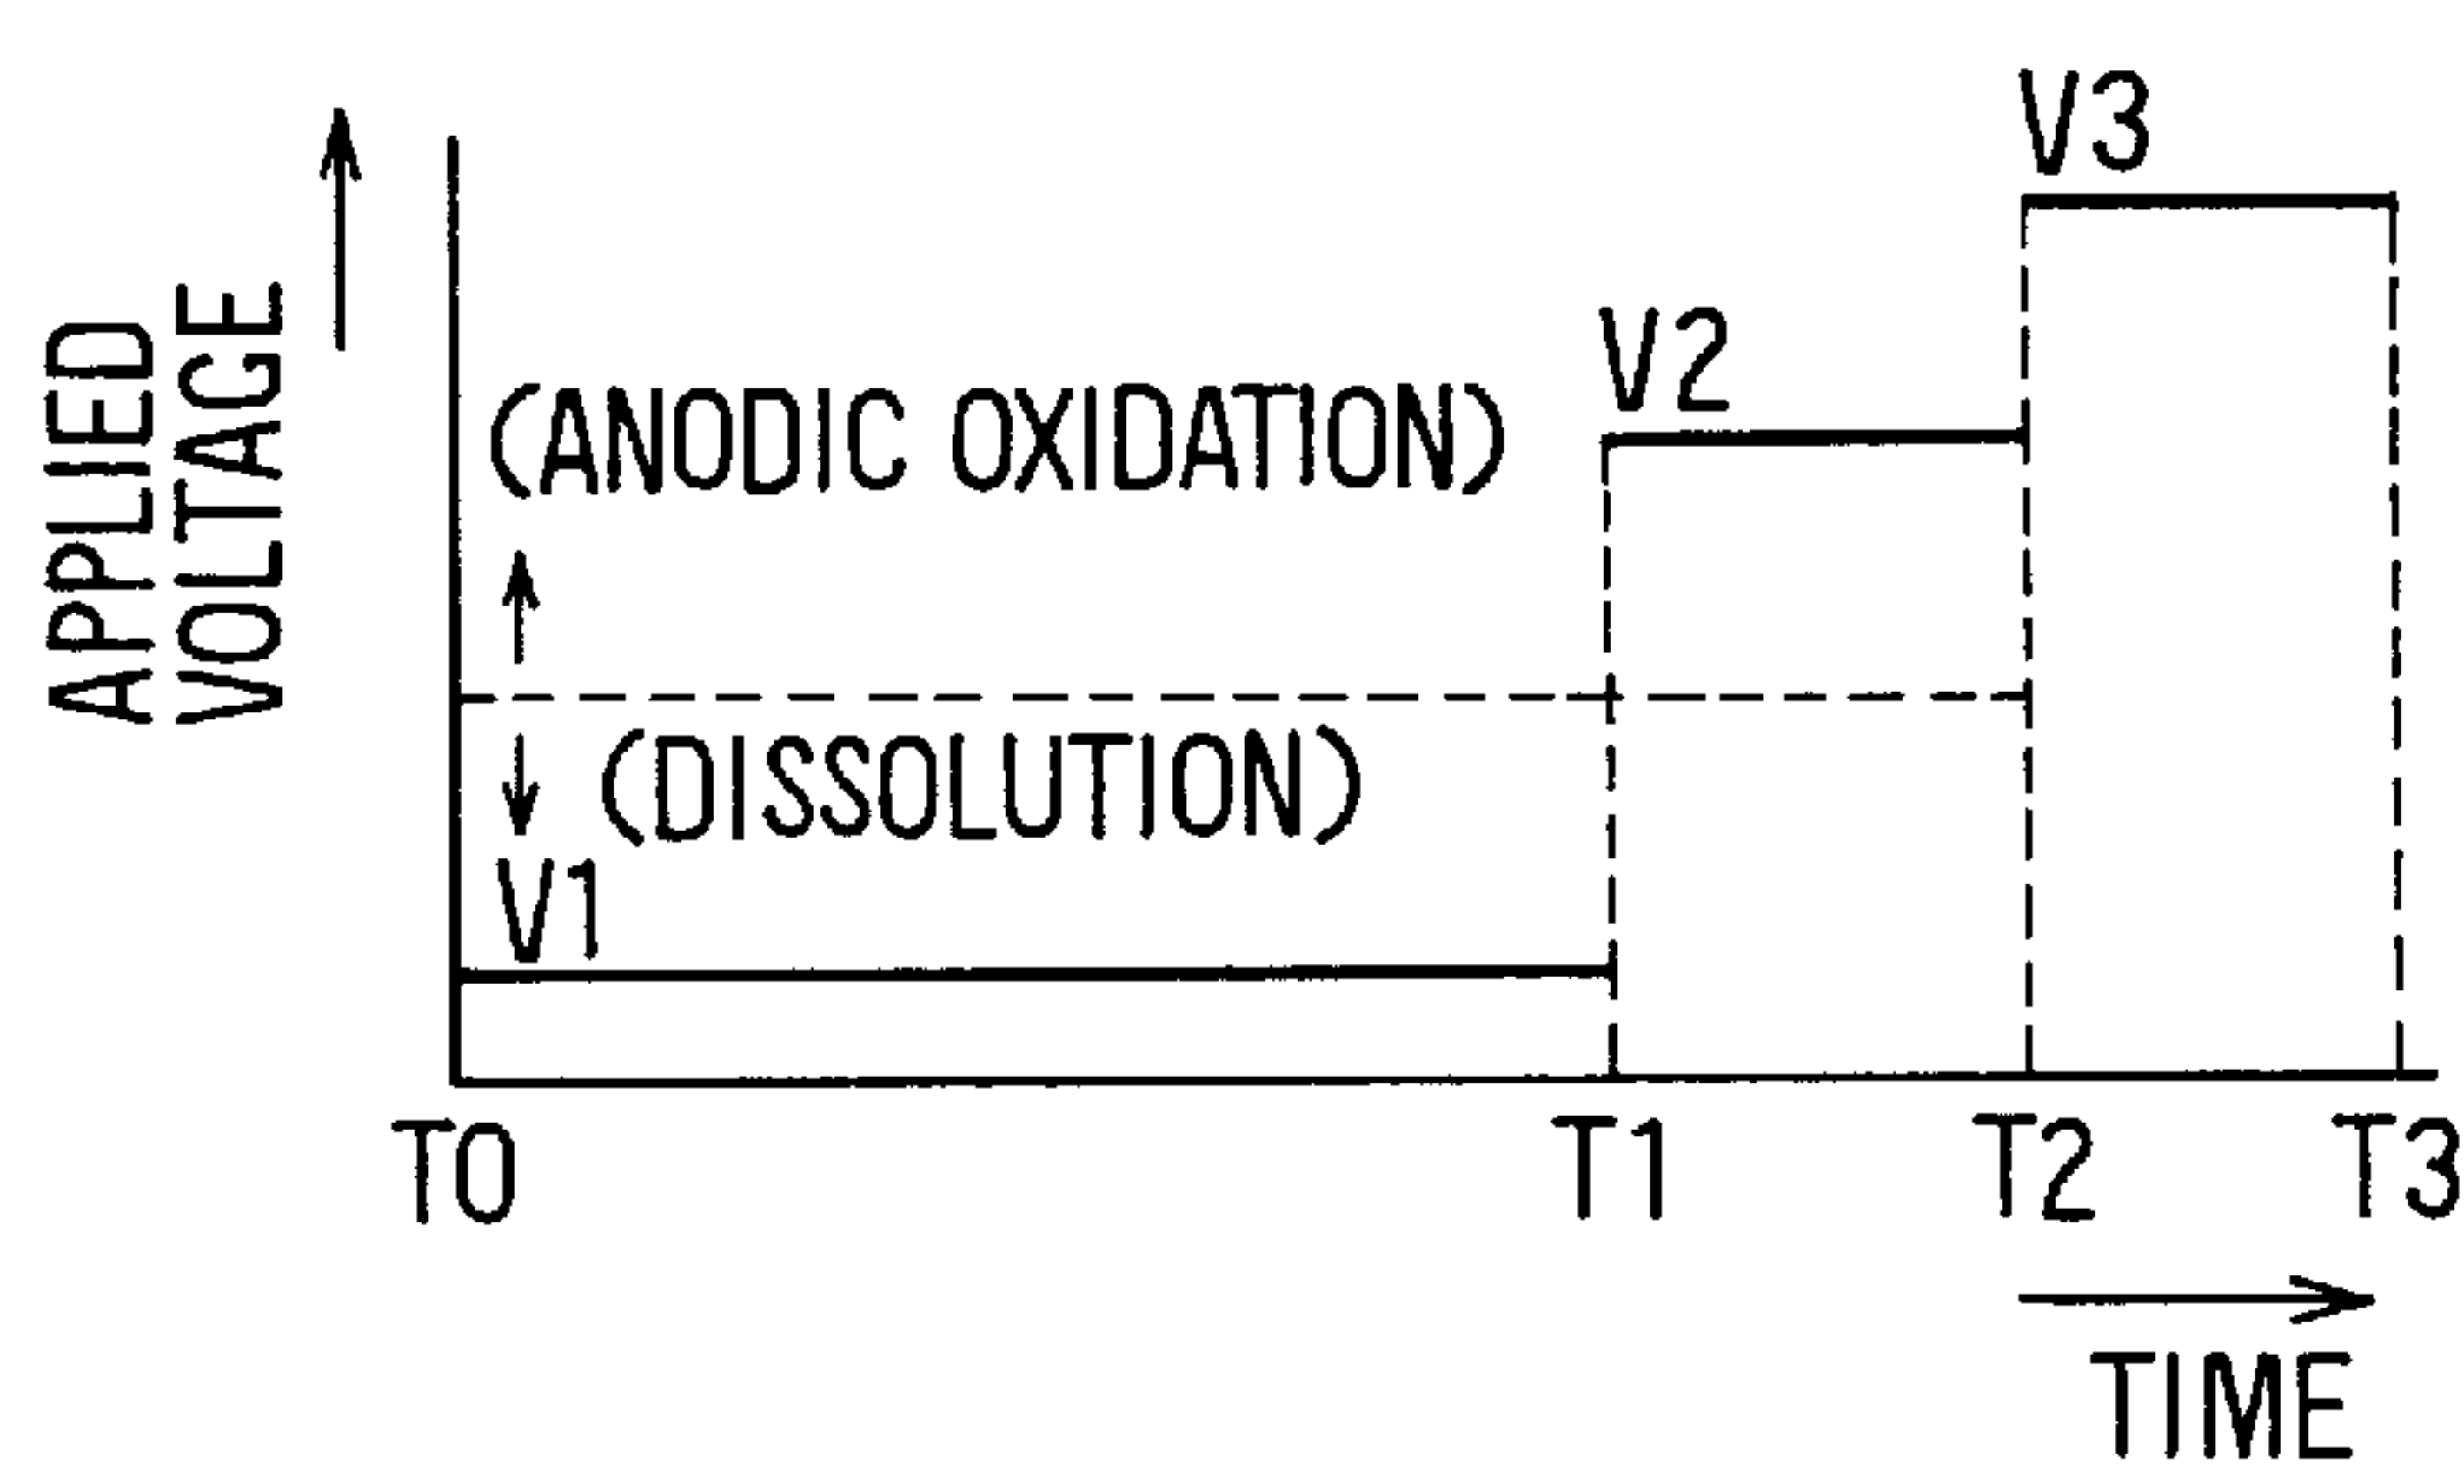 APPLIED
VOLTAGE
V3
V2
(ANODIC OXIDATION)
(DISSOLUTION)
V1
T0 T1 T2 T3
TIME